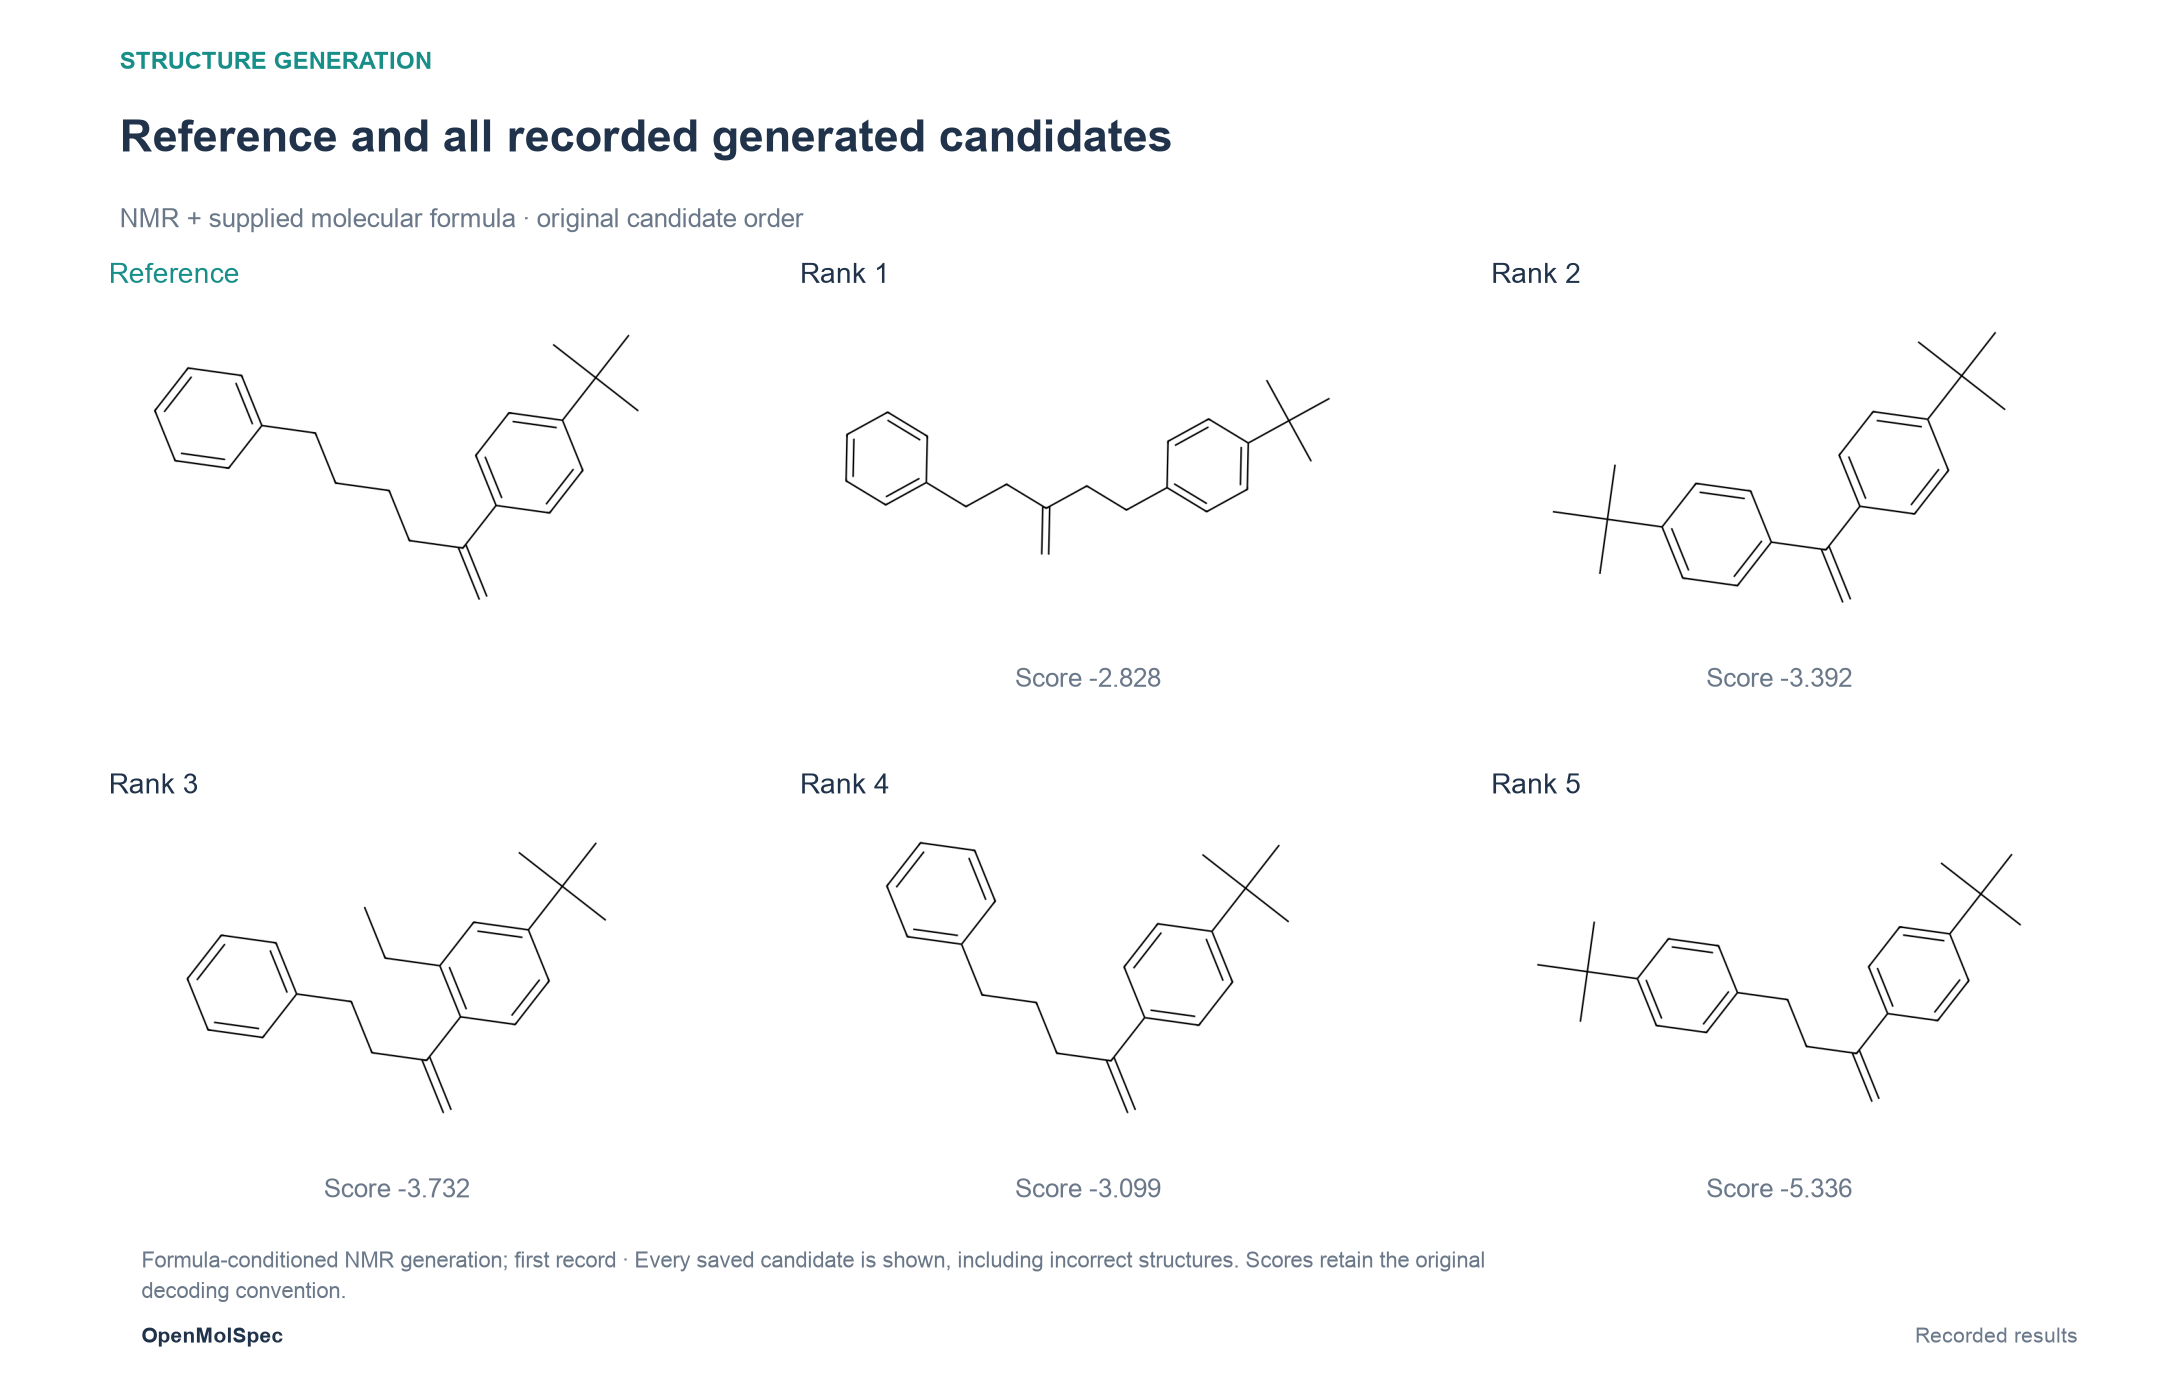 STRUCTURE GENERATION
Reference and all recorded generated candidates
NMR + supplied molecular formula · original candidate order
Reference
Rank 1
Rank 2
Score -2.828
Score -3.392
Rank 3
Rank 4
Rank 5
Score -3.732
Score -3.099
Score -5.336
Formula-conditioned NMR generation; first record · Every saved candidate is shown, including incorrect structures. Scores retain the original
decoding convention.
OpenMolSpec
Recorded results